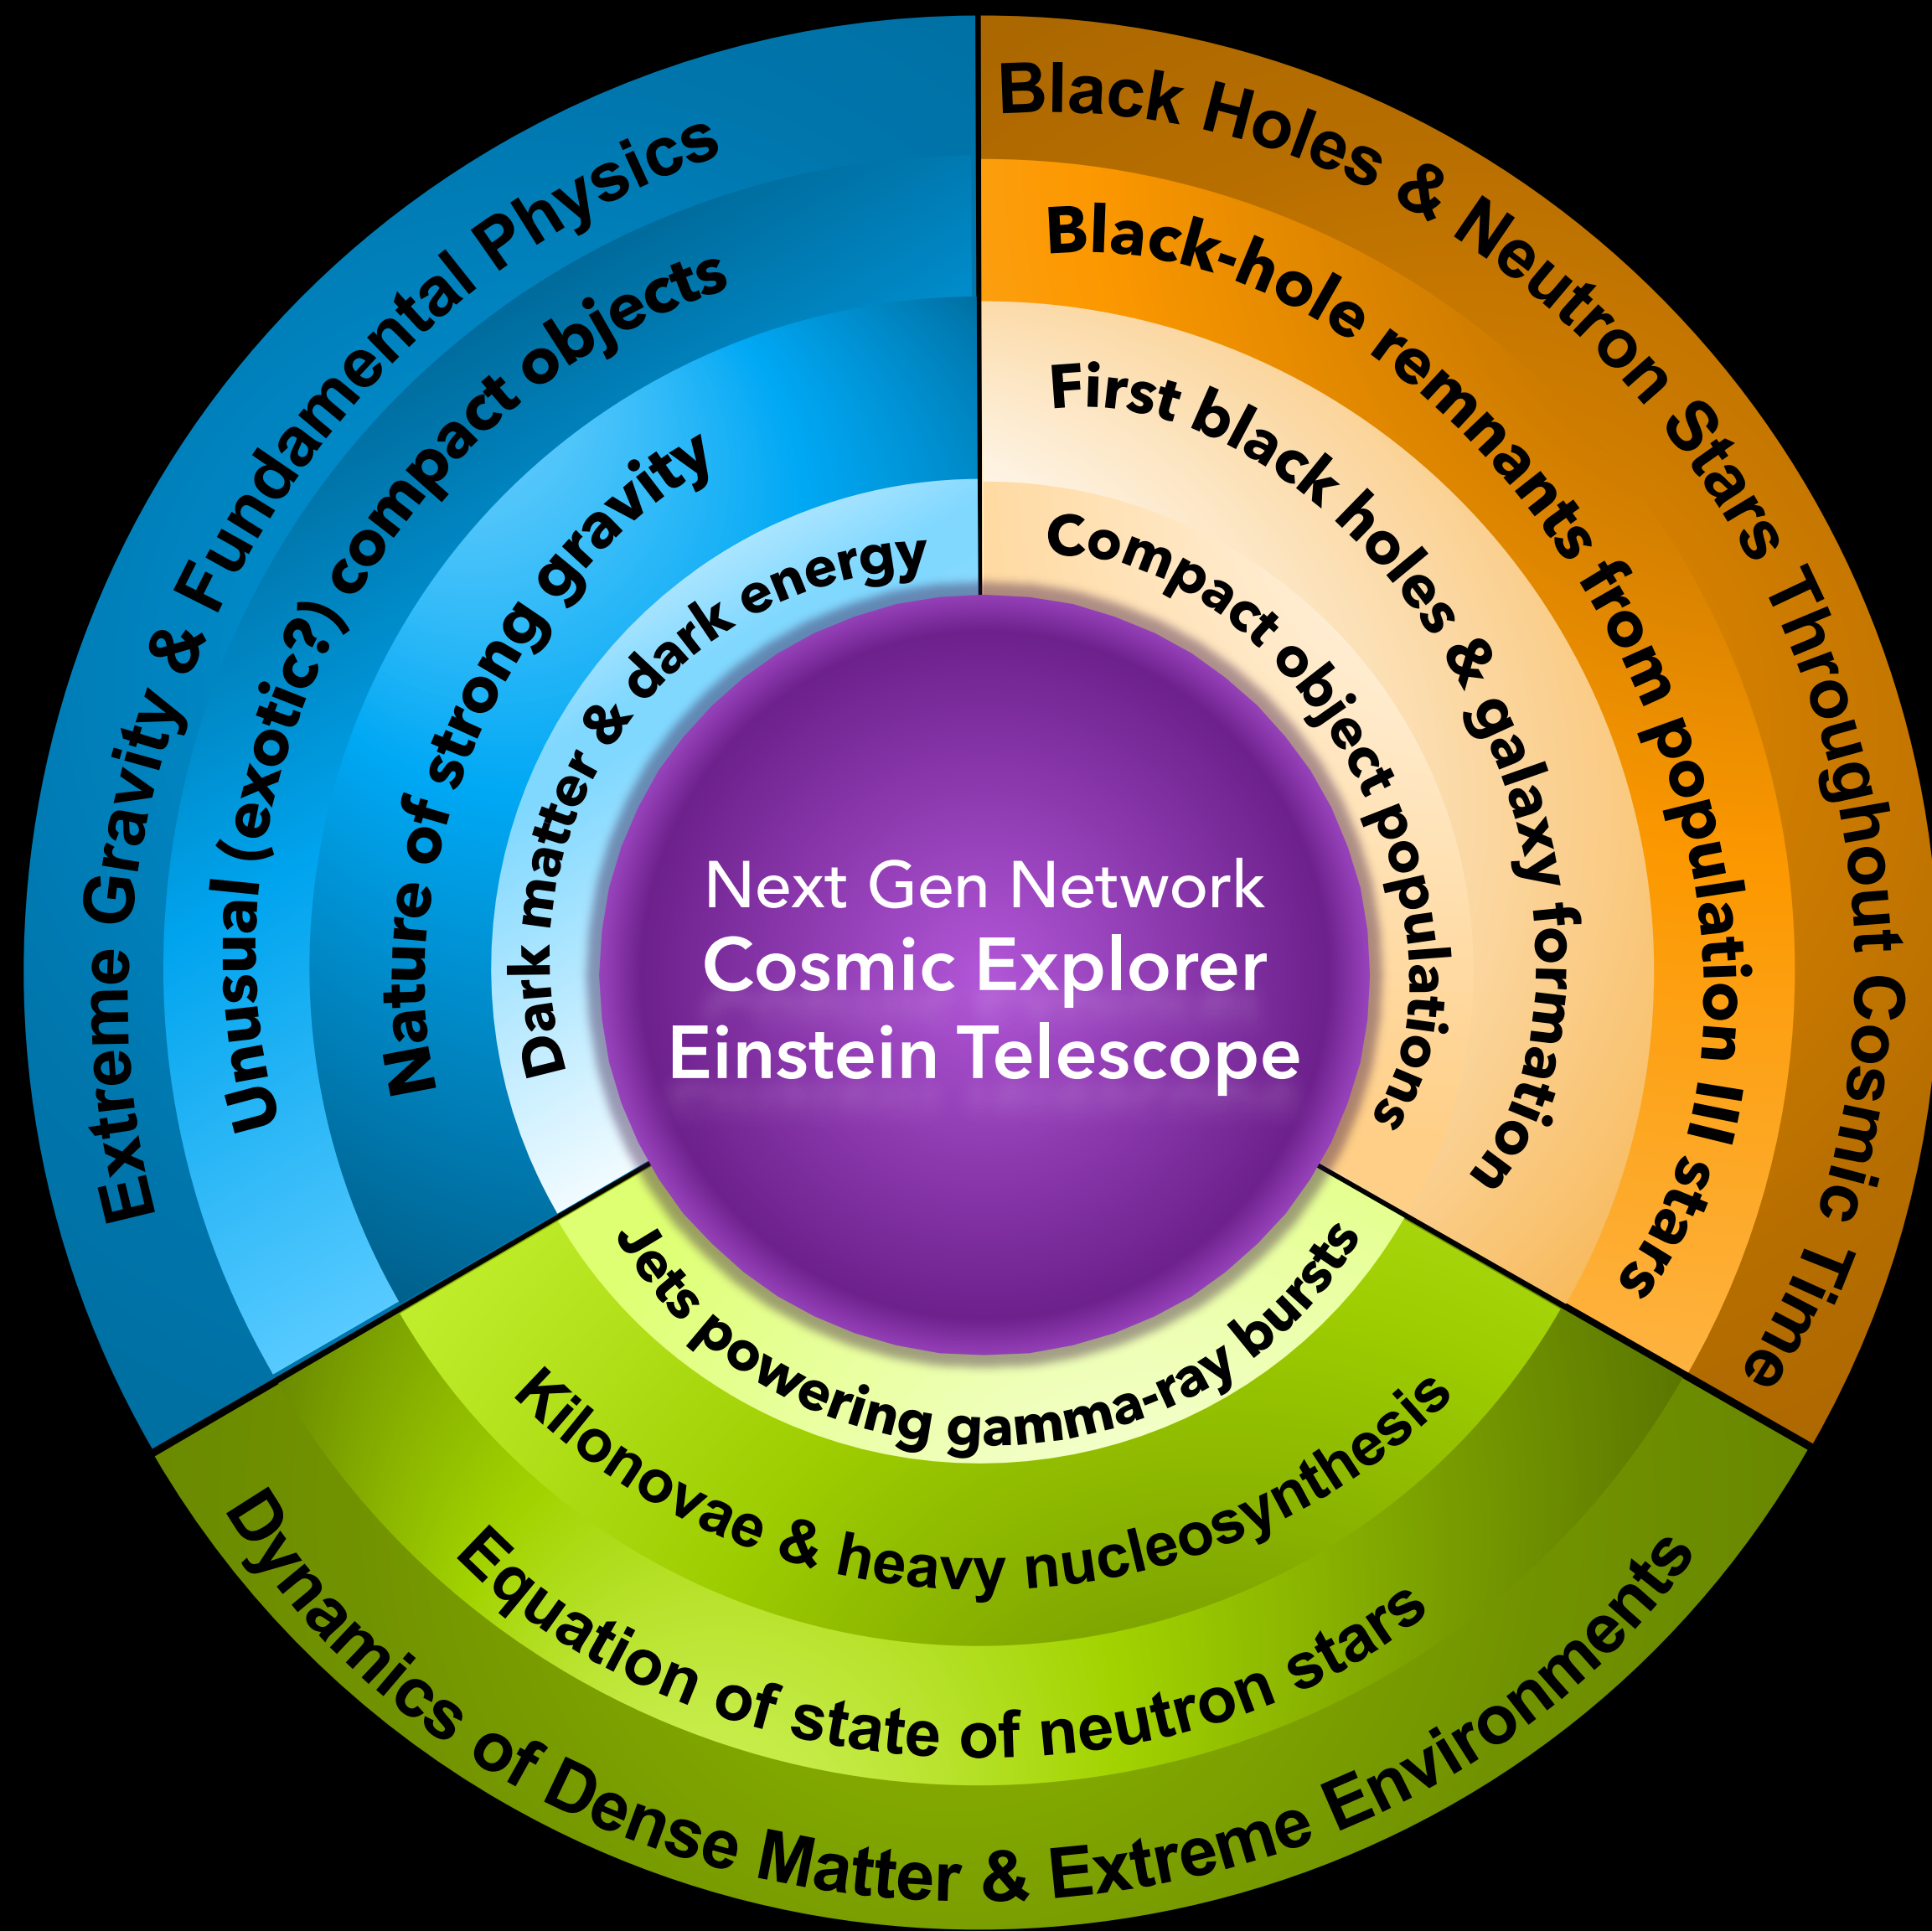 Extreme Gravity & Fundamental Physics
Unusual (exotic?) compact objects
Nature of strong gravity
Dark matter & dark energy
Black Holes & Neutron Stars Throughout Cosmic Time
Black-hole remnants from population III stars
First black holes & galaxy formation
Compact object populations
Next Gen Network
Cosmic Explorer
Einstein Telescope
Jets powering gamma-ray bursts
Kilonovae & heavy nucleosynthesis
Equation of state of neutron stars
Dynamics of Dense Matter & Extreme Environments